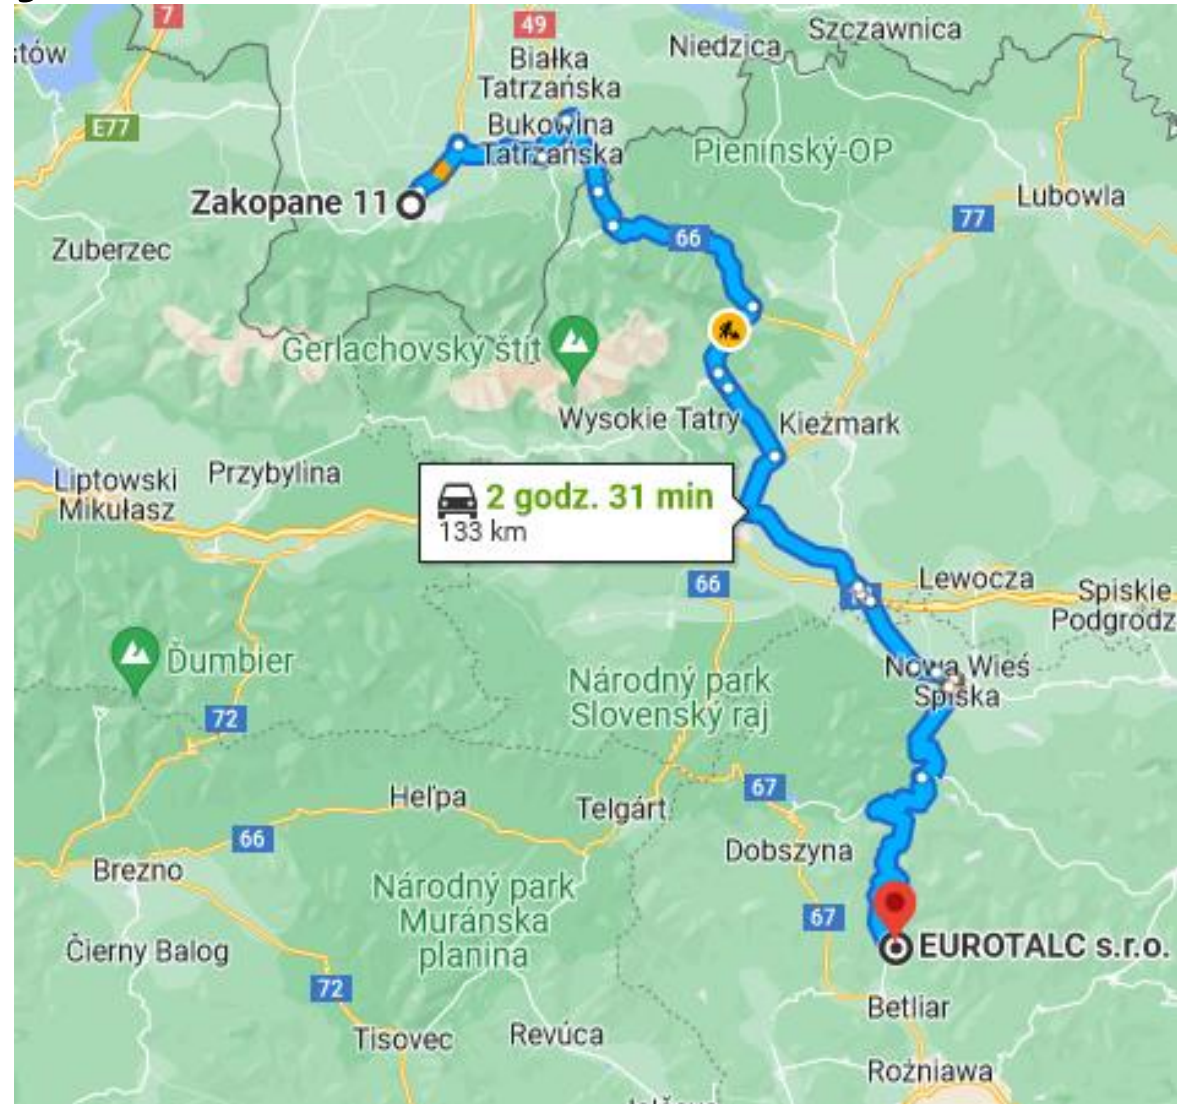 7
49
stów
Szczawnica
Niedzica
Białka
Tatrzańska
E77
Bukowina
Tatrzańska
Pieninský-OP
Zakopane 11
Lubowla
77
66
Zuberzec
Gerlachovský štít
Wysokie Tatry
Kieżmark
Liptowski
Mikułasz
Przybylina
2 godz. 31 min
133 km
66
Lewocza
Spiskie
Podgrodz
Ďumbier
Nowa Wieś
Spiska
Národný park
Slovenský raj
72
67
Heľpa
Telgárt
66
Dobszyna
Brezno
Národný park
Muránska
planina
67
Čierny Balog
EUROTALC s.r.o.
72
Betliar
Tisovec
Revúca
Rożniawa